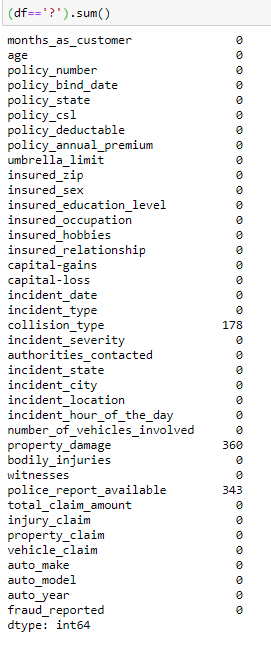 (df=='?').sum()
months_as_customer 0
age 0
policy_number 0
policy_bind_date 0
policy_state 0
policy_csl 0
policy_deductable 0
policy_annual_premium 0
umbrella_limit 0
insured_zip 0
insured_sex 0
insured_education_level 0
insured_occupation 0
insured_hobbies 0
insured_relationship 0
capital-gains 0
capital-loss 0
incident_date 0
incident_type 0
collision_type 178
incident_severity 0
authorities_contacted 0
incident_state 0
incident_city 0
incident_location 0
incident_hour_of_the_day 0
number_of_vehicles_involved 0
property_damage 360
bodily_injuries 0
witnesses 0
police_report_available 343
total_claim_amount 0
injury_claim 0
property_claim 0
vehicle_claim 0
auto_make 0
auto_model 0
auto_year 0
fraud_reported 0
dtype: int64